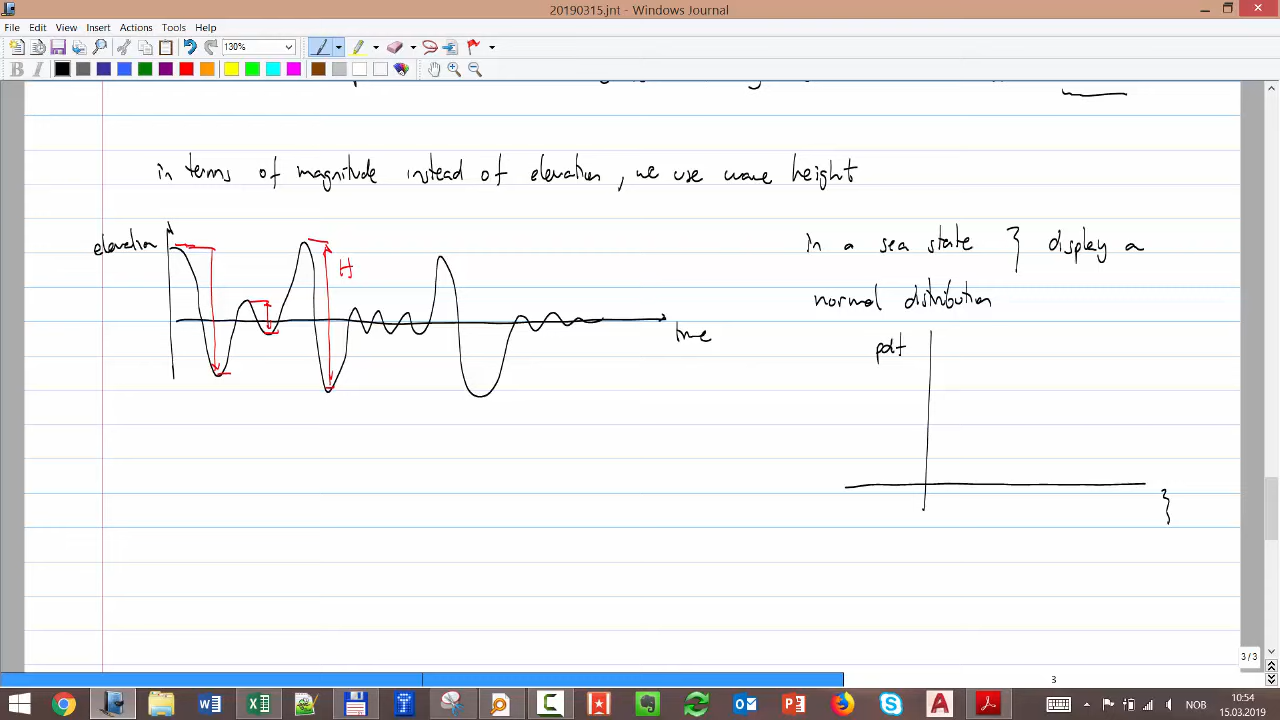 20190315.jnt - Windows Journal
File Edit View Insert Actions Tools Help
130%
in terms of magnitude instead of elevation, we use wave height
elevation
H
time
In a sea state } display a
normal distribution
pdf
3 / 3
3
NOR
10:54
15.03.2019